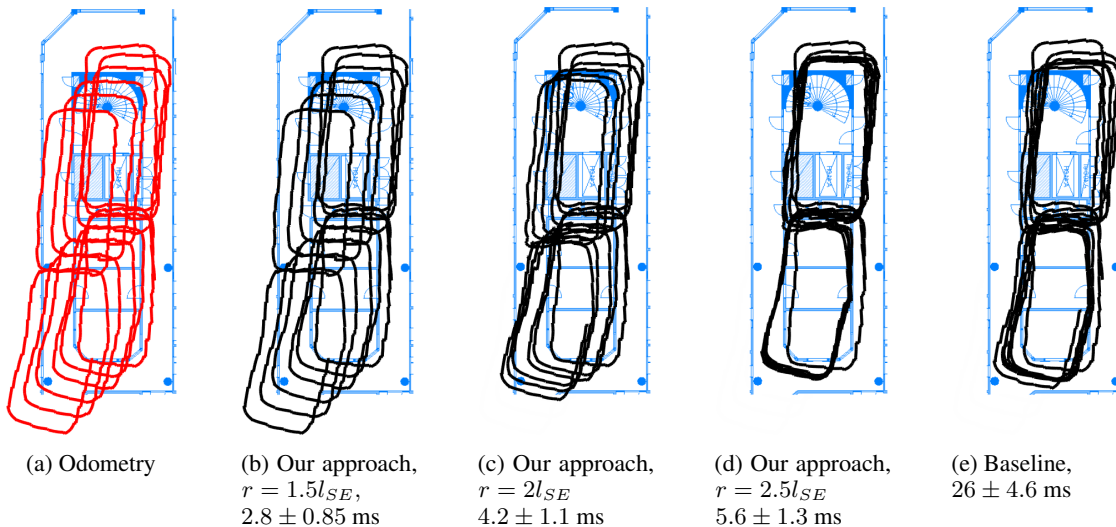 (a) Odometry
(b) Our approach,
r = 1.5l_{SE},
2.8 ± 0.85 ms
(c) Our approach,
r = 2l_{SE}
4.2 ± 1.1 ms
(d) Our approach,
r = 2.5l_{SE}
5.6 ± 1.3 ms
(e) Baseline,
26 ± 4.6 ms